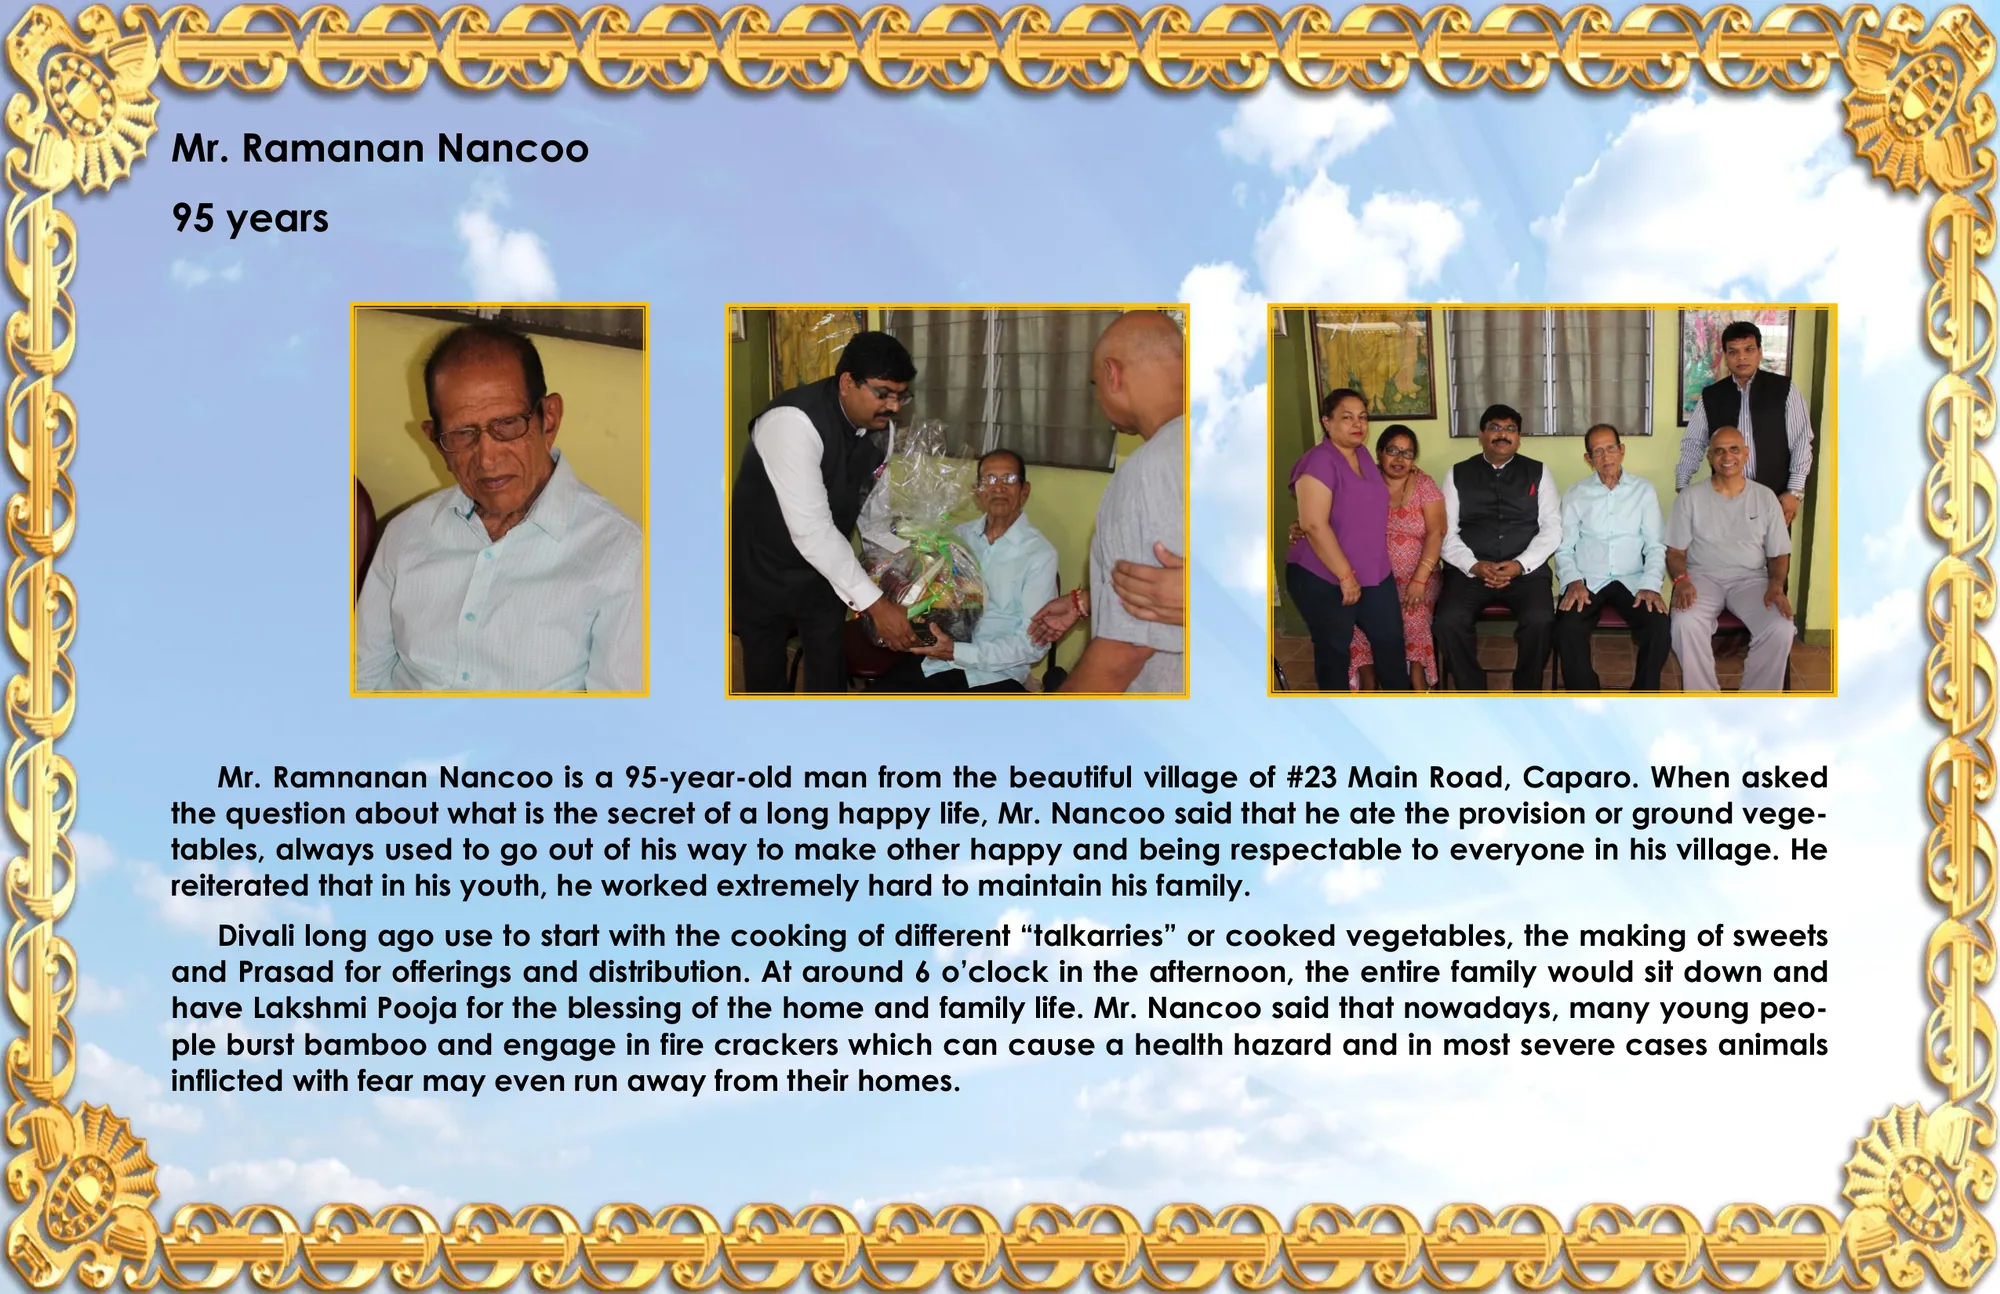 Mr. Ramanan Nancoo
95 years
Mr. Ramnanan Nancoo is a 95-year-old man from the beautiful village of #23 Main Road, Caparo. When asked
the question about what is the secret of a long happy life, Mr. Nancoo said that he ate the provision or ground vege-
tables, always used to go out of his way to make other happy and being respectable to everyone in his village. He
reiterated that in his youth, he worked extremely hard to maintain his family.
Divali long ago use to start with the cooking of different “talkarries” or cooked vegetables, the making of sweets
and Prasad for offerings and distribution. At around 6 o’clock in the afternoon, the entire family would sit down and
have Lakshmi Pooja for the blessing of the home and family life. Mr. Nancoo said that nowadays, many young peo-
ple burst bamboo and engage in fire crackers which can cause a health hazard and in most severe cases animals
inflicted with fear may even run away from their homes.